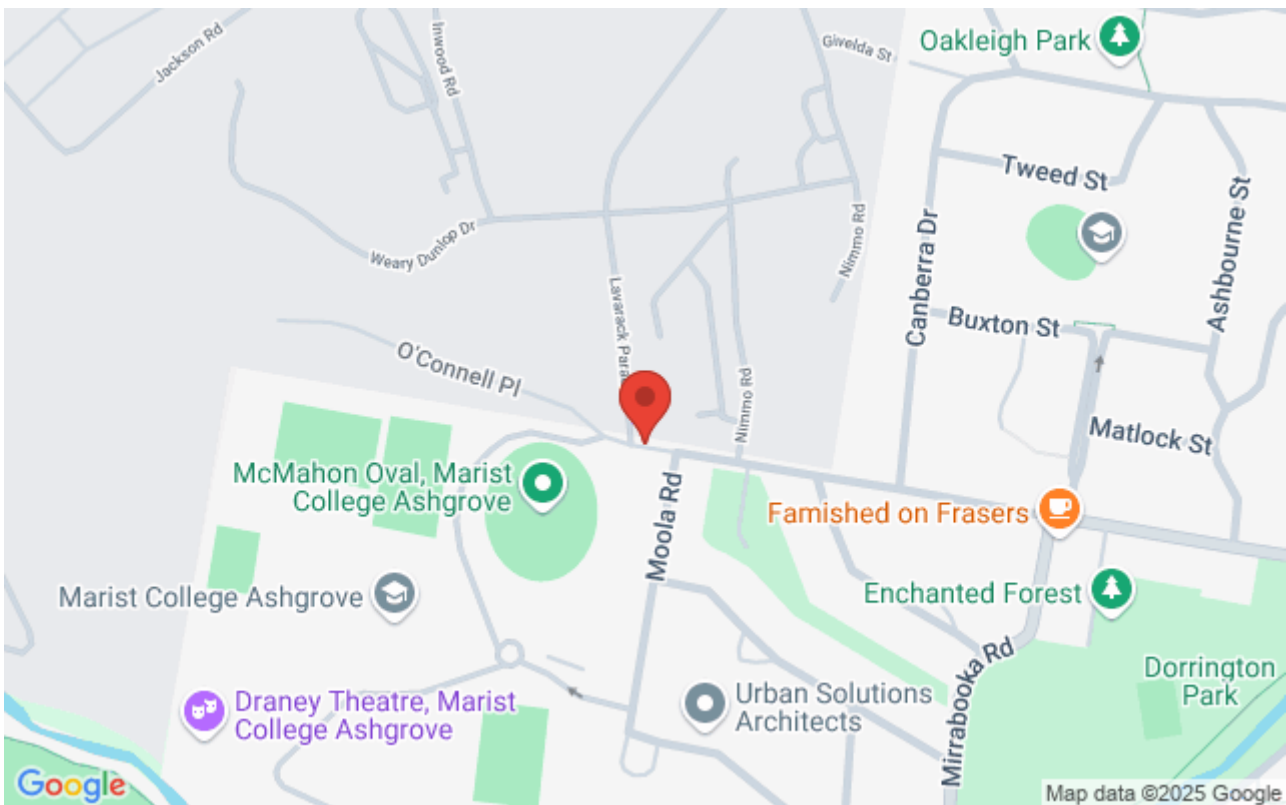 Jackson Rd
Inwood Rd
Givelda St
Oakleigh Park
Tweed St
Ashbourne St
Weary Dunlop Dr
Lavarack Para
Nimmo Rd
Canberra Dr
Buxton St
O'Connell Pl
Nimmo Rd
Matlock St
McMahon Oval, Marist
College Ashgrove
Moola Rd
Famished on Frasers
Marist College Ashgrove
Enchanted Forest
Mirrabooka Rd
Dorrington
Park
Draney Theatre, Marist
College Ashgrove
Urban Solutions
Architects
Google
Map data ©2025 Google